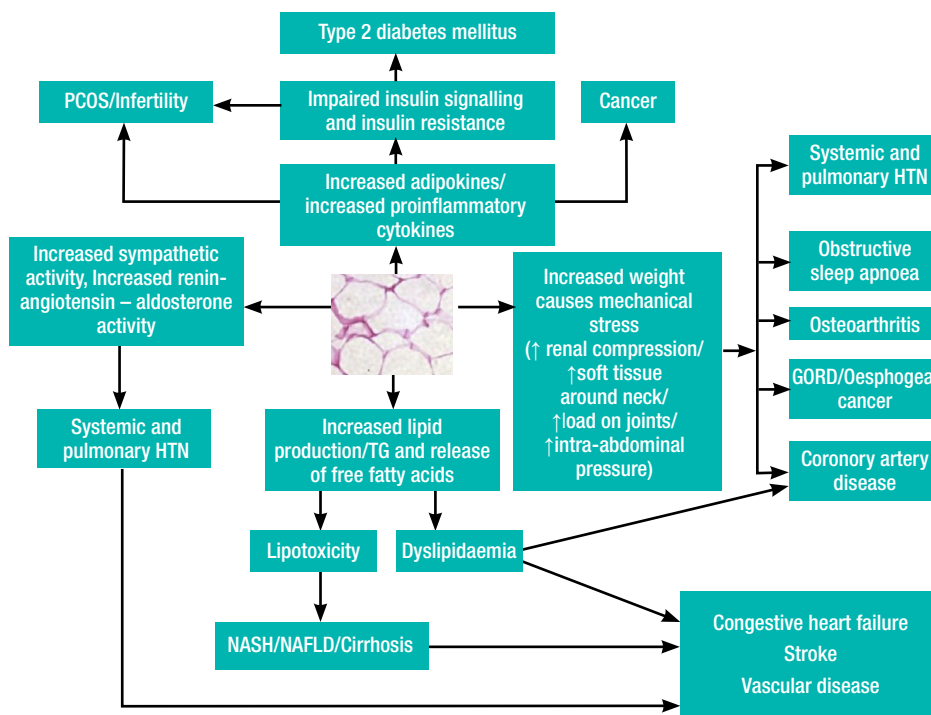 Type 2 diabetes mellitus
PCOS/Infertility
Impaired insulin signalling
and insulin resistance
Cancer
Increased adipokines/
increased proinflammatory
cytokines
Systemic and
pulmonary HTN
Increased sympathetic
activity, Increased renin-
angiotensin – aldosterone
activity
Increased weight
causes mechanical
stress
(↑ renal compression/
↑soft tissue
around neck/
↑load on joints/
↑intra-abdominal
pressure)
Obstructive
sleep apnoea
Osteoarthritis
GORD/Oesphogeal
cancer
Coronory artery
disease
Systemic and
pulmonary HTN
Increased lipid
production/TG and release
of free fatty acids
Lipotoxicity
Dyslipidaemia
NASH/NAFLD/Cirrhosis
Congestive heart failure
Stroke
Vascular disease